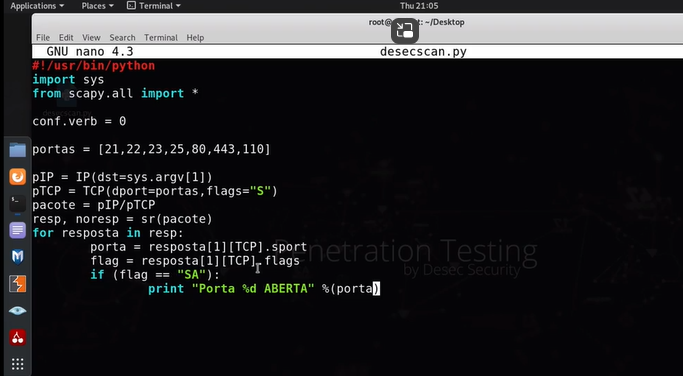 Applications Places Terminal Thu 21:05
root@ t: ~/Desktop
File Edit View Search Terminal Help
GNU nano 4.3 desecscan.py
#!/usr/bin/python
import sys
from scapy.all import *
conf.verb = 0
portas = [21,22,23,25,80,443,110]
pIP = IP(dst=sys.argv[1])
pTCP = TCP(dport=portas,flags="S")
pacote = pIP/pTCP
resp, noresp = sr(pacote)
for resposta in resp:
        porta = resposta[1][TCP].sport
        flag = resposta[1][TCP].flags
        if (flag == "SA"):
                print "Porta %d ABERTA" %(porta)
Penetration Testing
by Desec Security